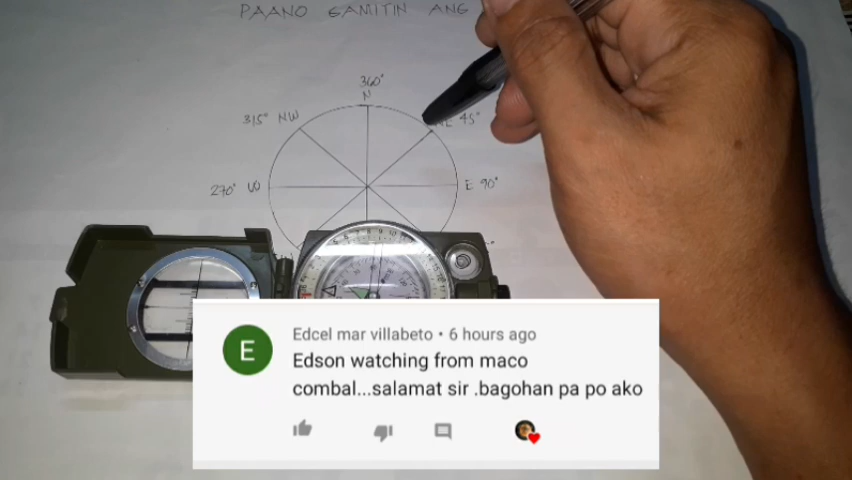 PAANO GAMITIN ANG
360°
N
315° NW
45°
270° W
E 90°
E
Edcel mar villabeto • 6 hours ago
Edson watching from maco
combal...salamat sir .bagohan pa po ako